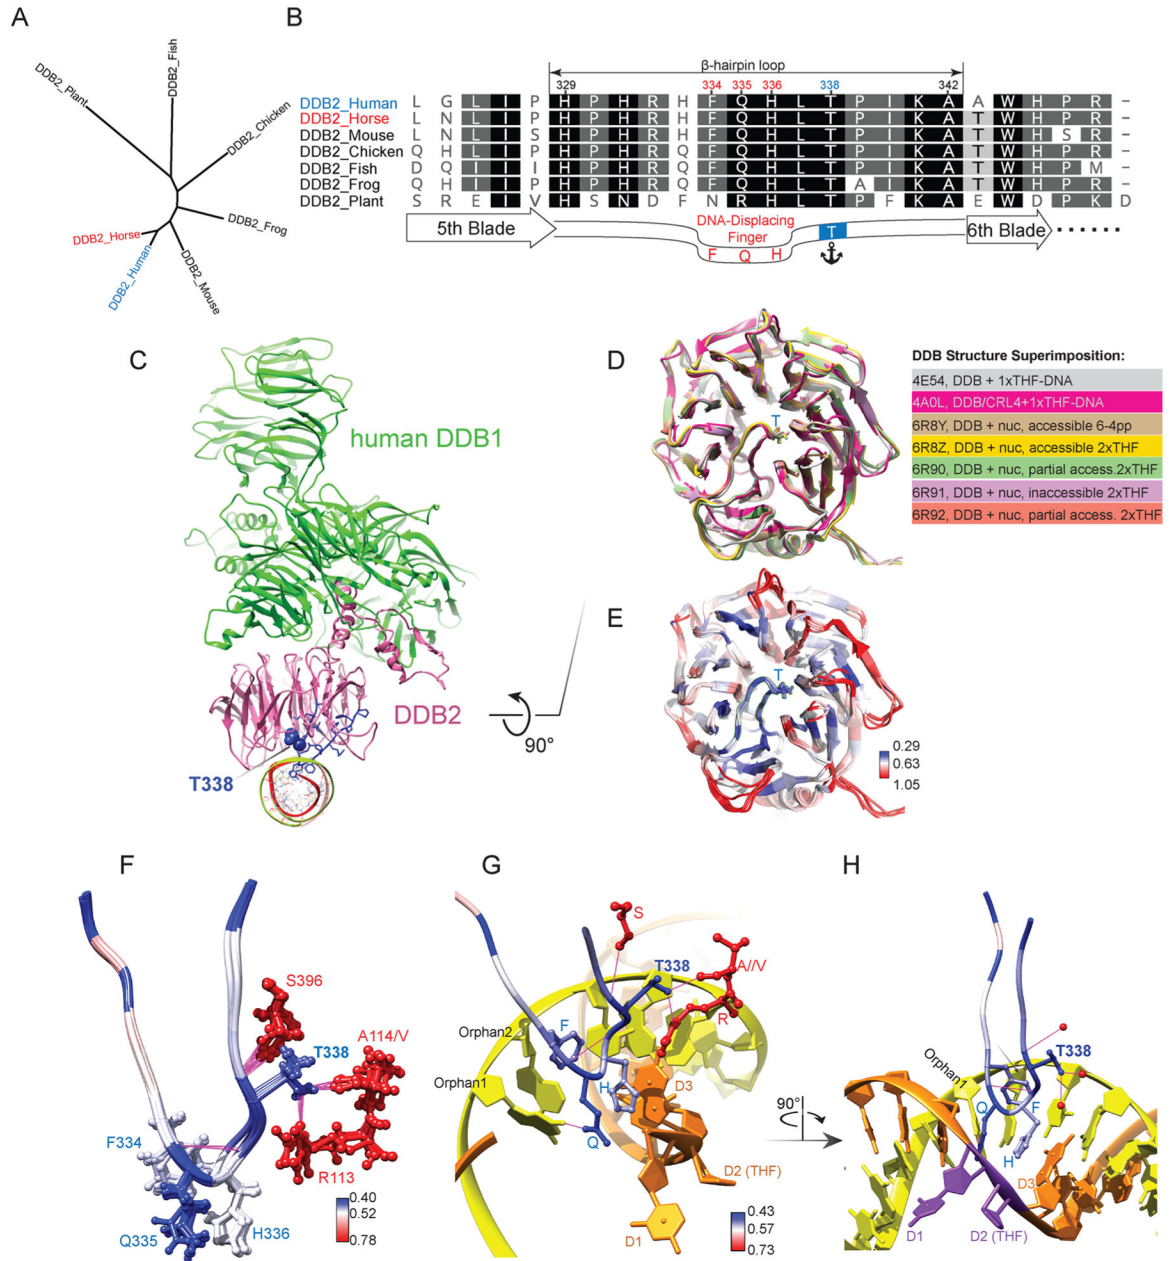 A
DDB2_Plant
DDB2_Fish
DDB2_Chicken
DDB2_Frog
DDB2_Mouse
DDB2_Human
DDB2_Horse
B
β-hairpin loop
329 334 335 336 338 342
DDB2_Human L G L I P H P H R H F Q H L T P I K A A W H P R -
DDB2_Horse L N L I P H P H R H F Q H L T P I K A T W H P R -
DDB2_Mouse L N L I S H P H R H F Q H L T P I K A T W H S R -
DDB2_Chicken Q H L I P H P H R Q F Q H L T P I K A T W H P R -
DDB2_Fish D Q I I I H P H R Q F Q H L T P I K A T W H P M -
DDB2_Frog Q H I I P H P H R Q F Q H L T A I K A T W H P R -
DDB2_Plant S R E I V H S N D F N R H L T P F K A E W D P K D
5th Blade
DNA-Displacing
Finger
F Q H
T
6th Blade
C
human DDB1
DDB2
T338
90°
D
T
DDB Structure Superimposition:
4E54, DDB + 1xTHF-DNA
4A0L, DDB/CRL4+1xTHF-DNA
6R8Y, DDB + nuc, accessible 6-4pp
6R8Z, DDB + nuc, accessible 2xTHF
6R90, DDB + nuc, partial access.2xTHF
6R91, DDB + nuc, inaccessible 2xTHF
6R92, DDB + nuc, partial access. 2xTHF
E
T
0.29
0.63
1.05
F
S396
A114/V
T338
F334
R113
Q335
H336
0.40
0.52
0.78
G
S
T338
A//V
R
Orphan2
F
Orphan1
H
D3
Q
D2 (THF)
D1
0.43
0.57
0.73
90°
H
T338
Orphan1
Q
F
H
D3
D1
D2 (THF)